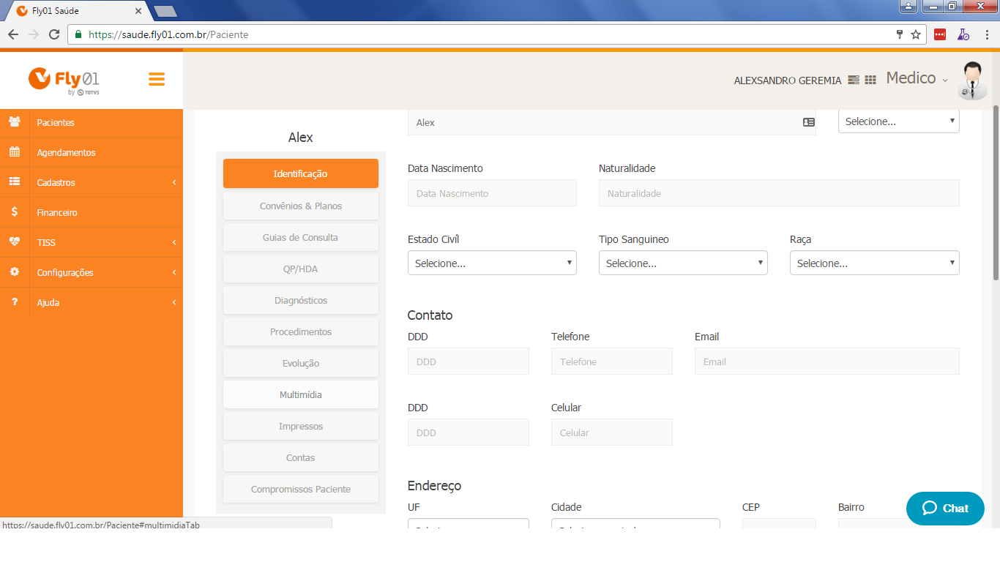 Fly01 Saúde
https://saude.fly01.com.br/Paciente
Fly01
by TOTVS
ALEXSANDRO GEREMIA
Medico
Pacientes
Agendamentos
Cadastros
Financeiro
TISS
Configurações
Ajuda
Alex
Identificação
Convênios & Planos
Guias de Consulta
QP/HDA
Diagnósticos
Procedimentos
Evolução
Multimídia
Impressos
Contas
Compromissos Paciente
Alex
Selecione...
Data Nascimento
Naturalidade
Data Nascimento
Naturalidade
Estado Civíl
Tipo Sanguineo
Raça
Selecione...
Selecione...
Selecione...
Contato
DDD
Telefone
Email
DDD
Telefone
Email
DDD
Celular
DDD
Celular
Endereço
UF
Cidade
CEP
Bairro
Chat
https://saude.fly01.com.br/Paciente#multimidiaTab